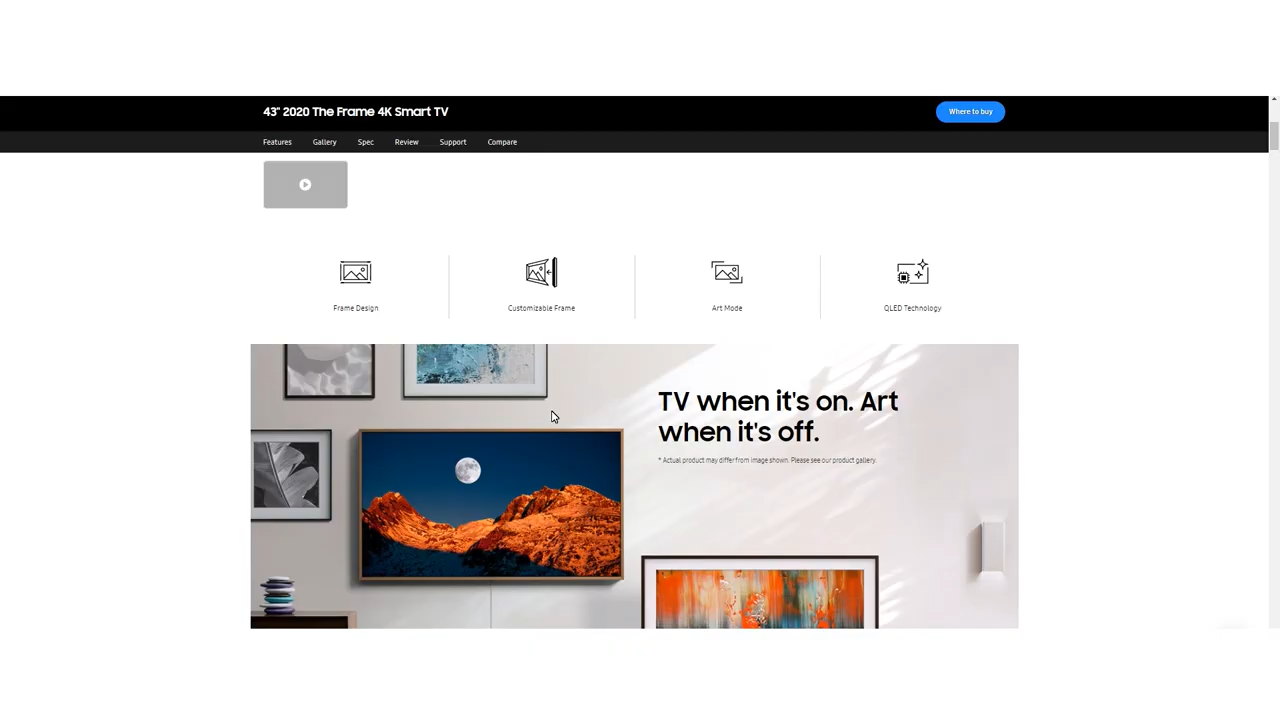 43" 2020 The Frame 4K Smart TV
Where to buy
Features
Gallery
Spec
Review
Support
Compare
Frame Design
Customizable Frame
Art Mode
QLED Technology
TV when it's on. Art
when it's off.
* Actual product may differ from image shown. Please see our product gallery.